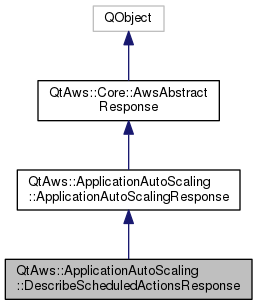 QObject
QtAws::Core::AwsAbstract
Response
QtAws::ApplicationAutoScaling
::ApplicationAutoScalingResponse
QtAws::ApplicationAutoScaling
::DescribeScheduledActionsResponse